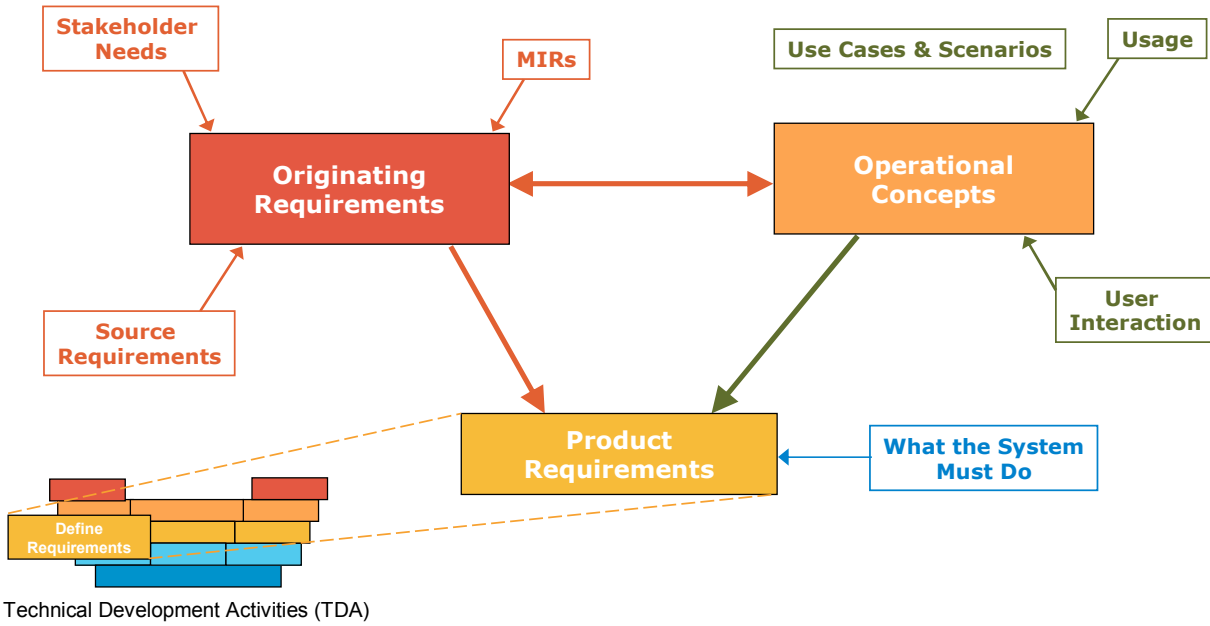 Stakeholder
Needs
MIRs
Use Cases & Scenarios
Usage
Originating
Requirements
Operational
Concepts
Source
Requirements
User
Interaction
Product
Requirements
What the System
Must Do
Define
Requirements
Technical Development Activities (TDA)